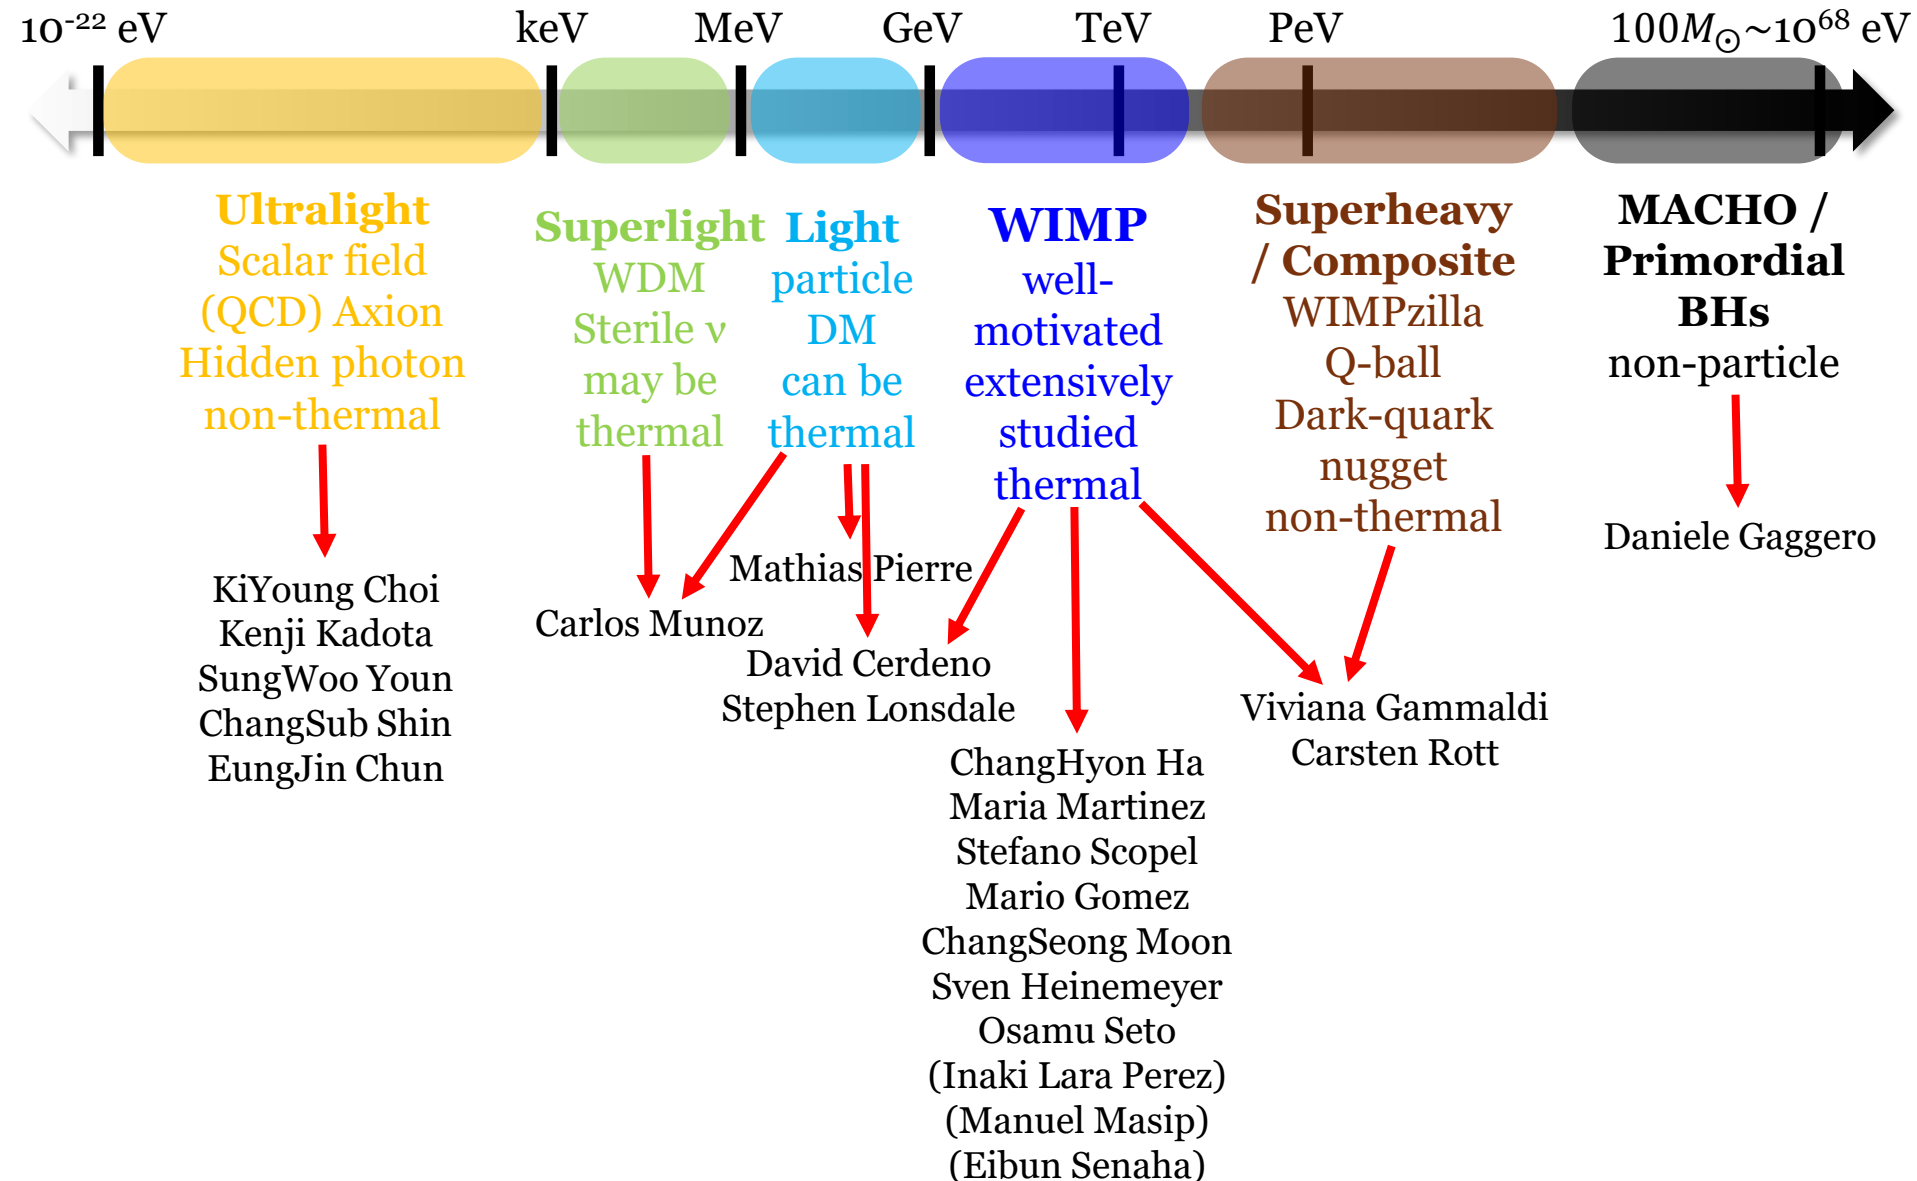 10⁻²² eV
keV
MeV
GeV
TeV
PeV
100M☉~10⁶⁸ eV
Ultralight
Scalar field
(QCD) Axion
Hidden photon
non-thermal
Superlight
WDM
Sterile ν
may be
thermal
Light
particle
DM
can be
thermal
WIMP
well-
motivated
extensively
studied
thermal
Superheavy
/ Composite
WIMPzilla
Q-ball
Dark-quark
nugget
non-thermal
MACHO /
Primordial
BHs
non-particle
KiYoung Choi
Kenji Kadota
SungWoo Youn
ChangSub Shin
EungJin Chun
Carlos Munoz
Mathias Pierre
David Cerdeno
Stephen Lonsdale
ChangHyon Ha
Maria Martinez
Stefano Scopel
Mario Gomez
ChangSeong Moon
Sven Heinemeyer
Osamu Seto
(Inaki Lara Perez)
(Manuel Masip)
(Eibun Senaha)
Viviana Gammaldi
Carsten Rott
Daniele Gaggero